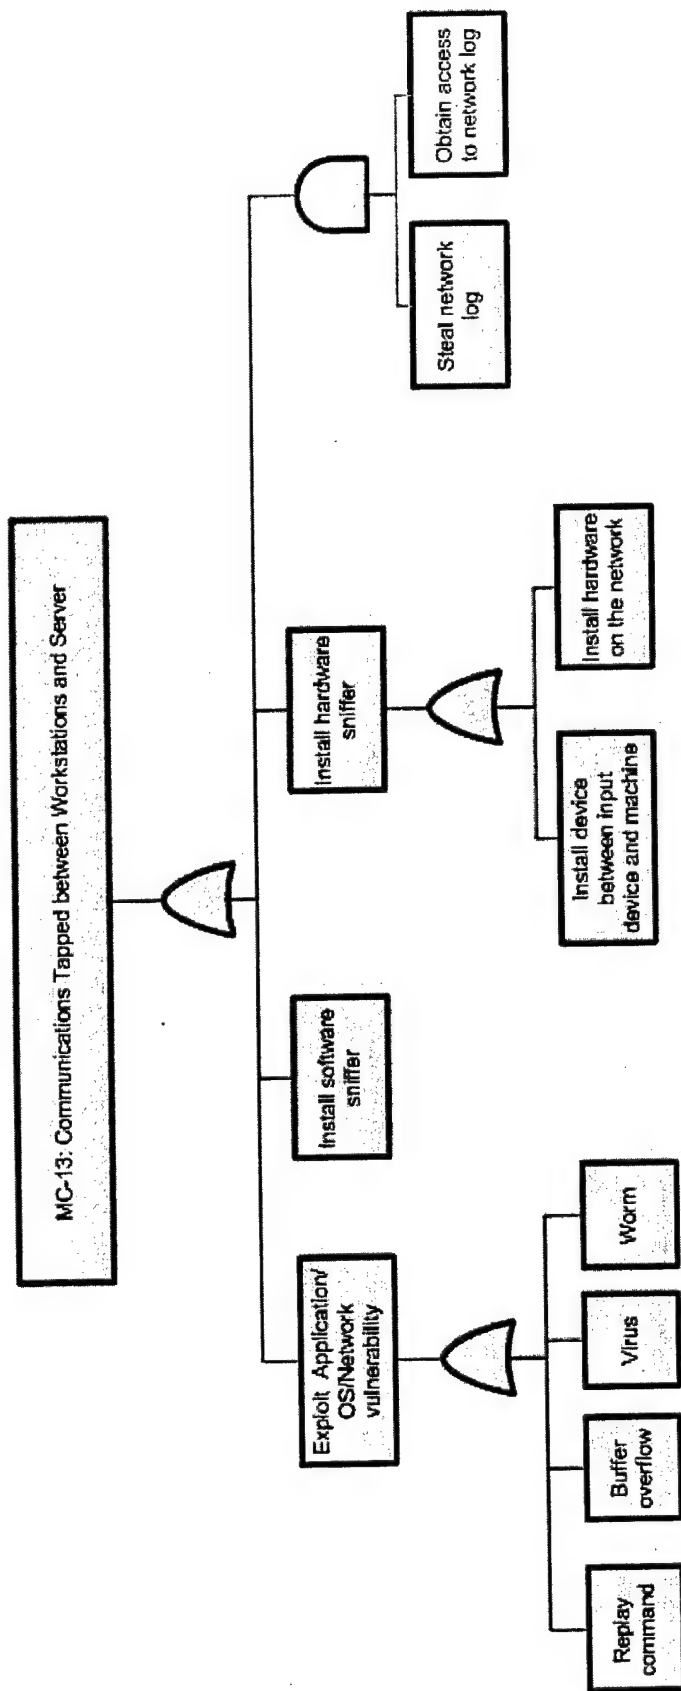 MC-13: Communications Tapped between Workstations and Server
Exploit Application/
OS/Network
vulnerability
Install software
sniffer
Install hardware
sniffer
Replay
command
Buffer
overflow
Virus
Worm
Install device
between input
device and machine
Install hardware
on the network
Steal network
log
Obtain access
to network log